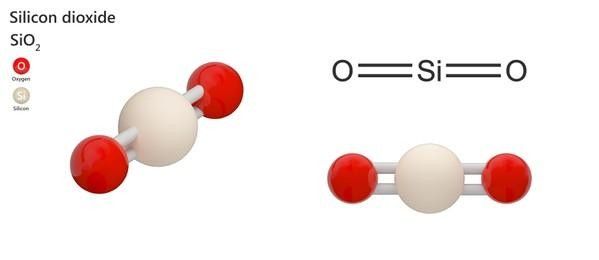 Silicon dioxide
SiO₂
O
Oxygen
Si
Silicon
O=Si=O